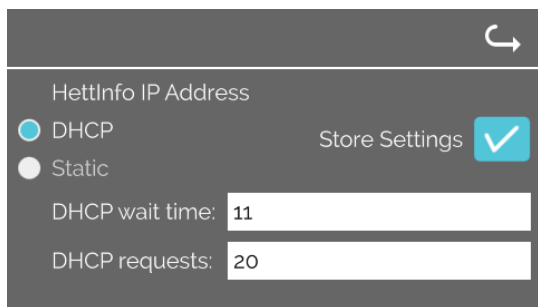 HettInfo IP Address
DHCP
Store Settings
Static
DHCP wait time: 11
DHCP requests: 20